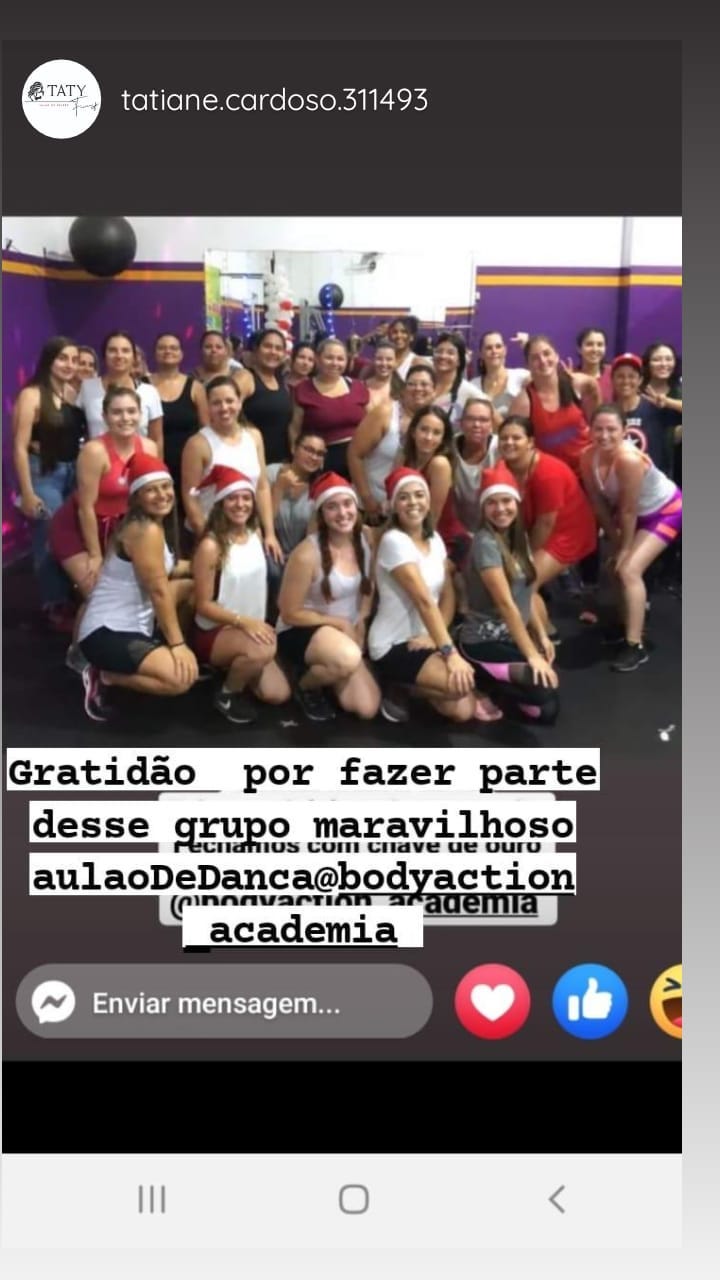 TATY
tatiane.cardoso.311493
Gratidão por fazer parte
desse grupo maravilhoso
fechamos com chave de ouro
aulaoDeDanca@bodyaction
@bodyaction_academia
_academia
Enviar mensagem...